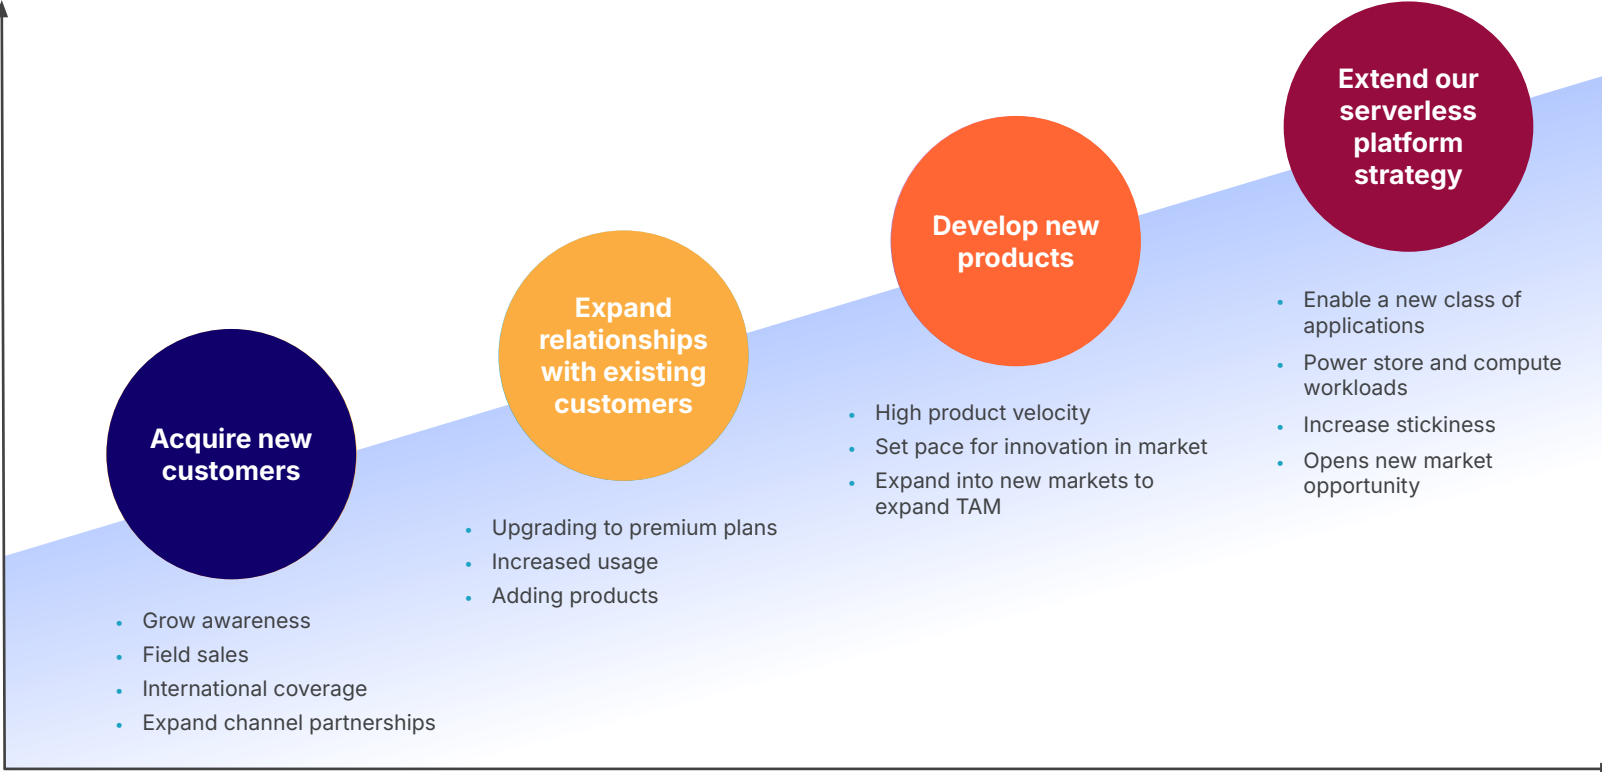 Acquire new
customers
• Grow awareness
• Field sales
• International coverage
• Expand channel partnerships
Expand
relationships
with existing
customers
• Upgrading to premium plans
• Increased usage
• Adding products
Develop new
products
• High product velocity
• Set pace for innovation in market
• Expand into new markets to
expand TAM
Extend our
serverless
platform
strategy
• Enable a new class of
applications
• Power store and compute
workloads
• Increase stickiness
• Opens new market
opportunity